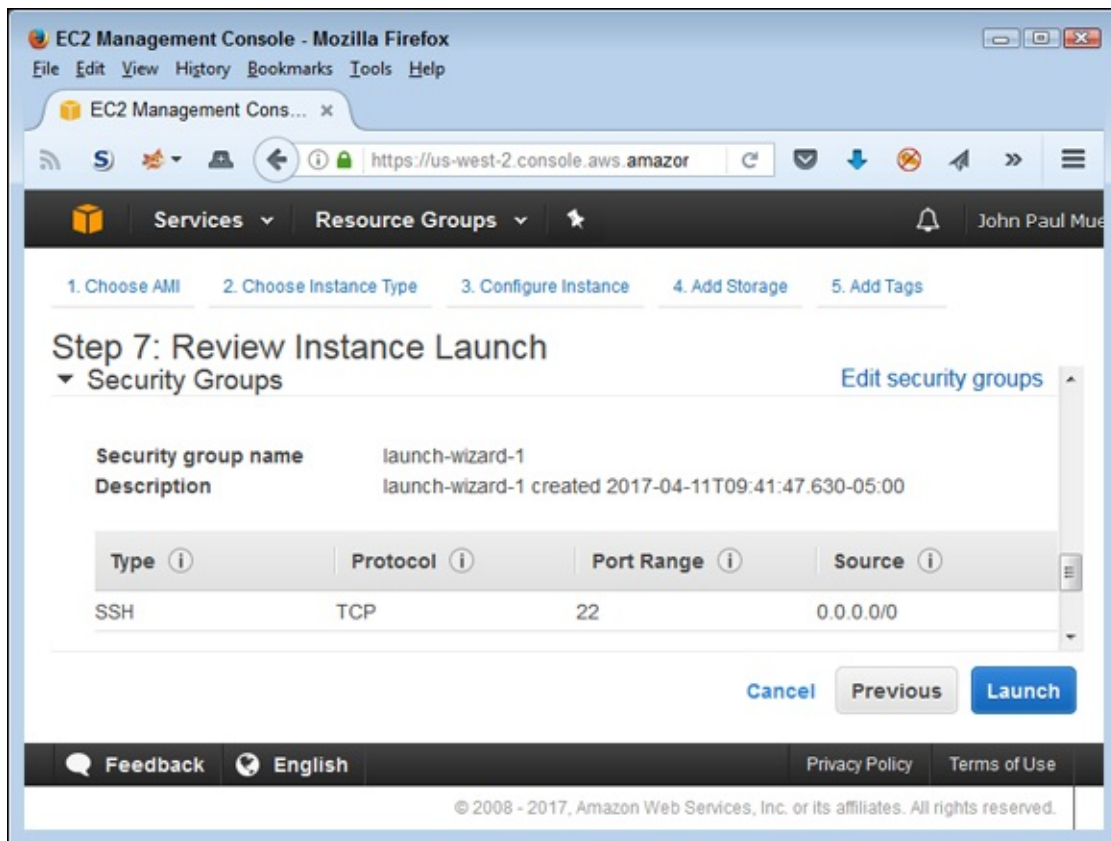 EC2 Management Console - Mozilla Firefox
File Edit View History Bookmarks Tools Help
EC2 Management Cons... ×
https://us-west-2.console.aws.amazor
Services Resource Groups John Paul Mue
1. Choose AMI 2. Choose Instance Type 3. Configure Instance 4. Add Storage 5. Add Tags
Step 7: Review Instance Launch
Security Groups Edit security groups
Security group name launch-wizard-1
Description launch-wizard-1 created 2017-04-11T09:41:47.630-05:00
Type Protocol Port Range Source
SSH TCP 22 0.0.0.0/0
Cancel Previous Launch
Feedback English Privacy Policy Terms of Use
© 2008 - 2017, Amazon Web Services, Inc. or its affiliates. All rights reserved.